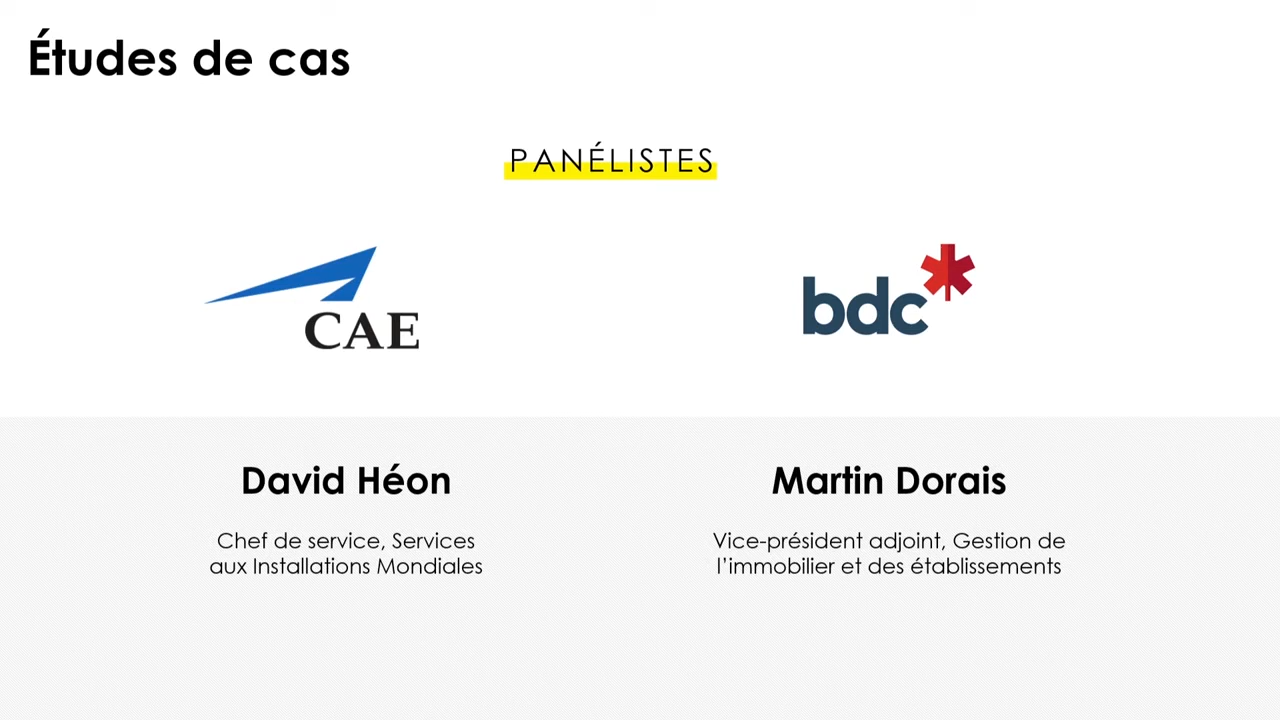 Études de cas
PANÉLISTES
CAE
bdc
David Héon
Chef de service, Services
aux Installations Mondiales
Martin Dorais
Vice-président adjoint, Gestion de
l’immobilier et des établissements